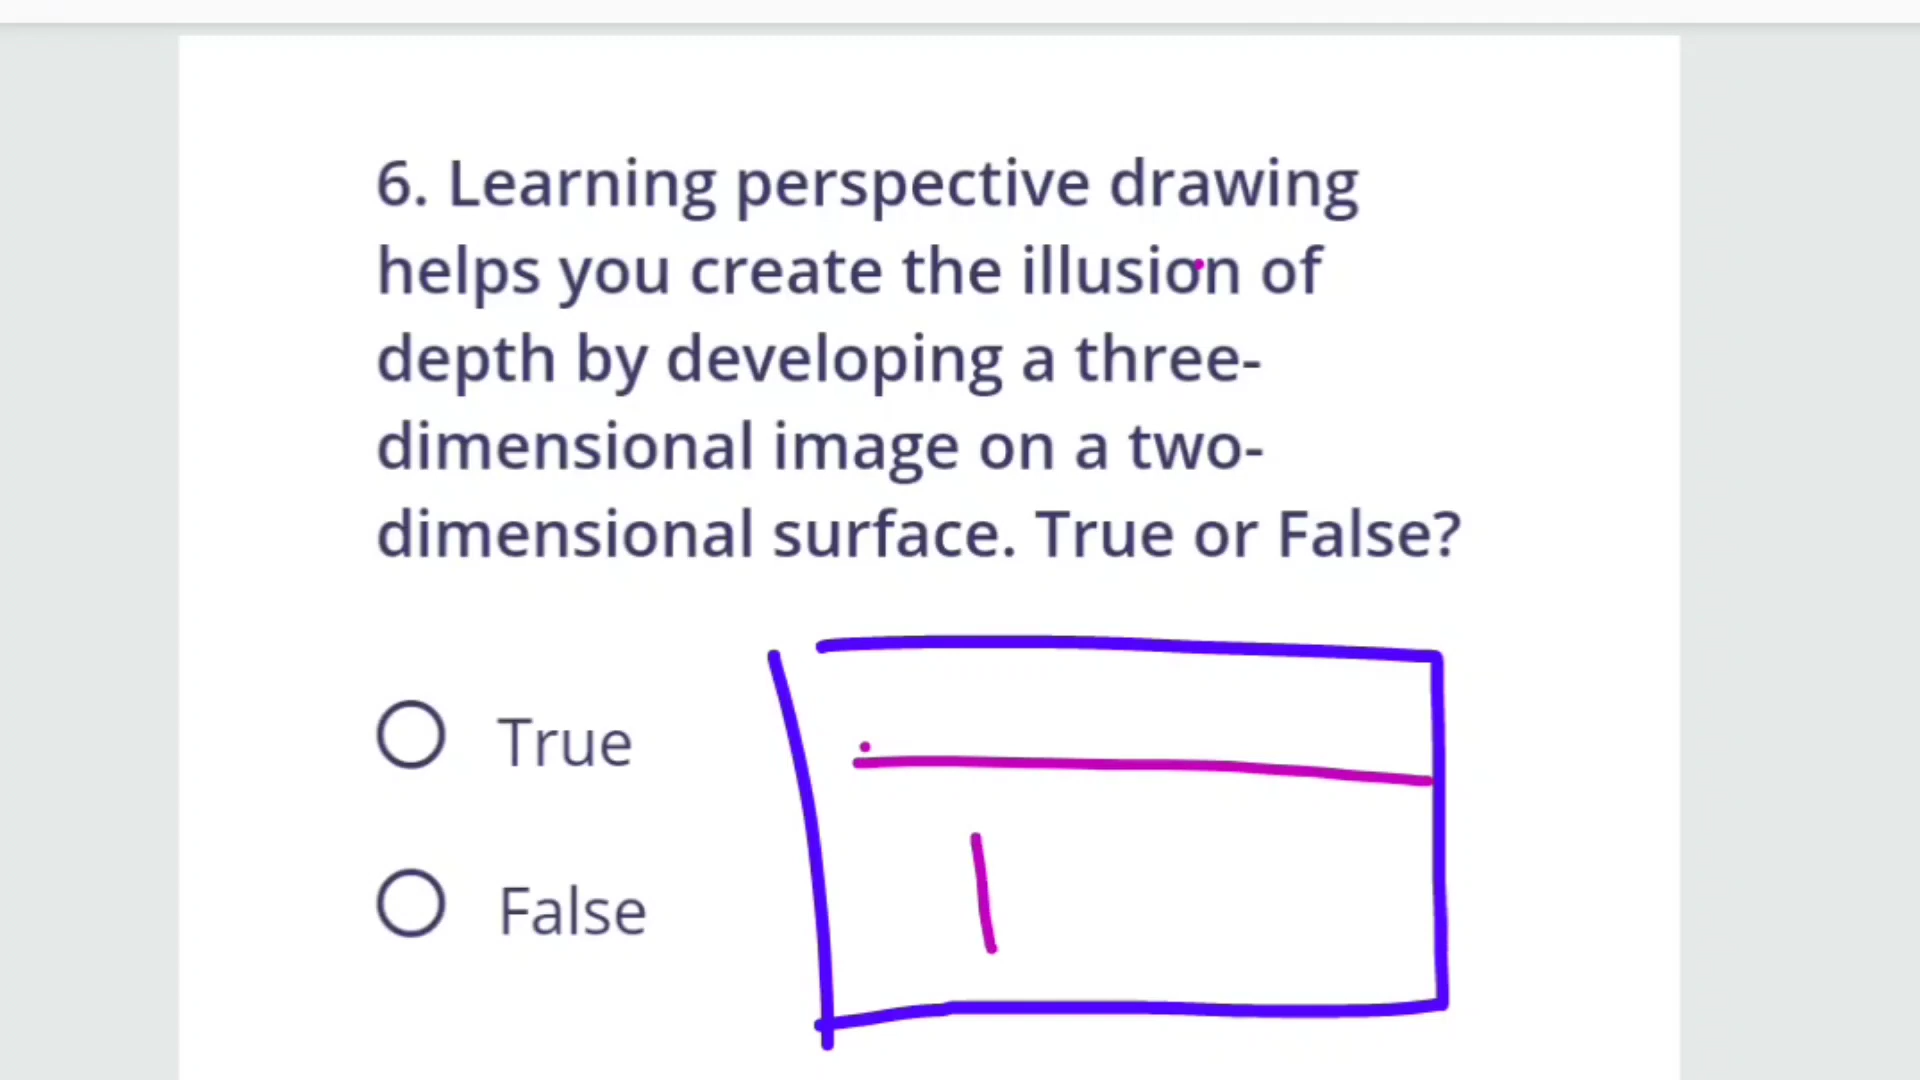 6. Learning perspective drawing
helps you create the illusion of
depth by developing a three-
dimensional image on a two-
dimensional surface. True or False?
True
False